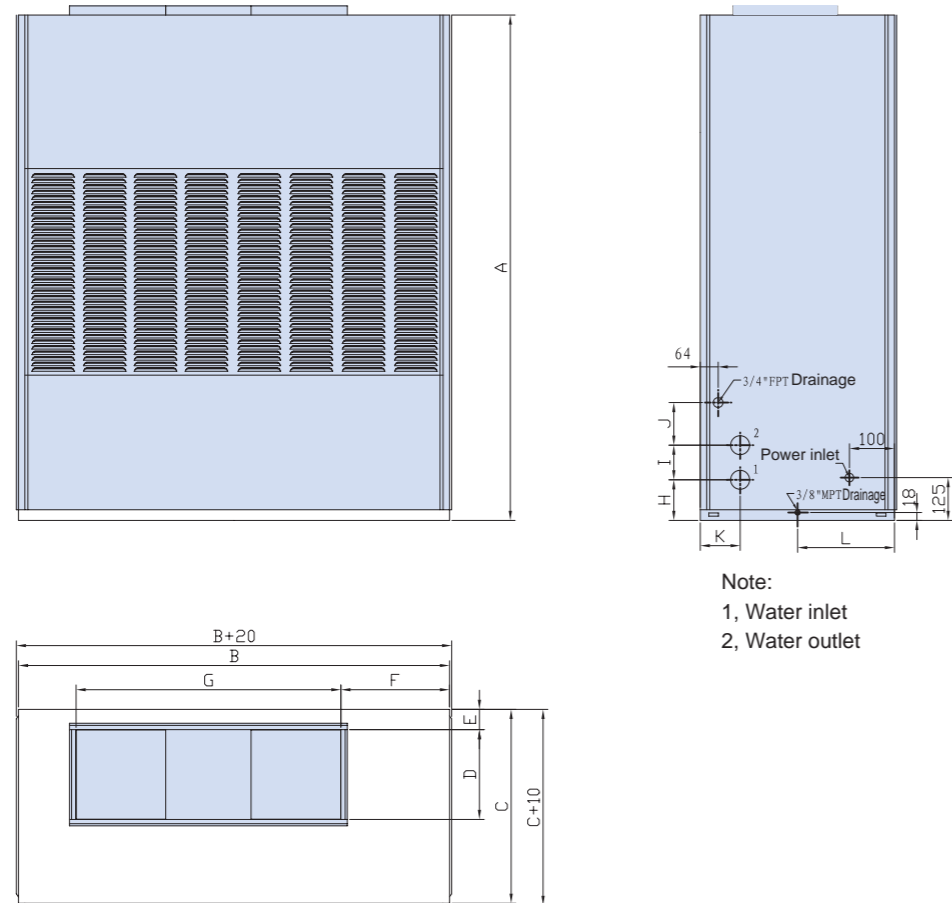 A
64
3/4"FPT Drainage
J
2
100
I
Power inlet
1
H
3/8"MPT Drainage
18
125
K
L
Note:
1, Water inlet
2, Water outlet
B+20
B
G
F
E
D
C
C+10